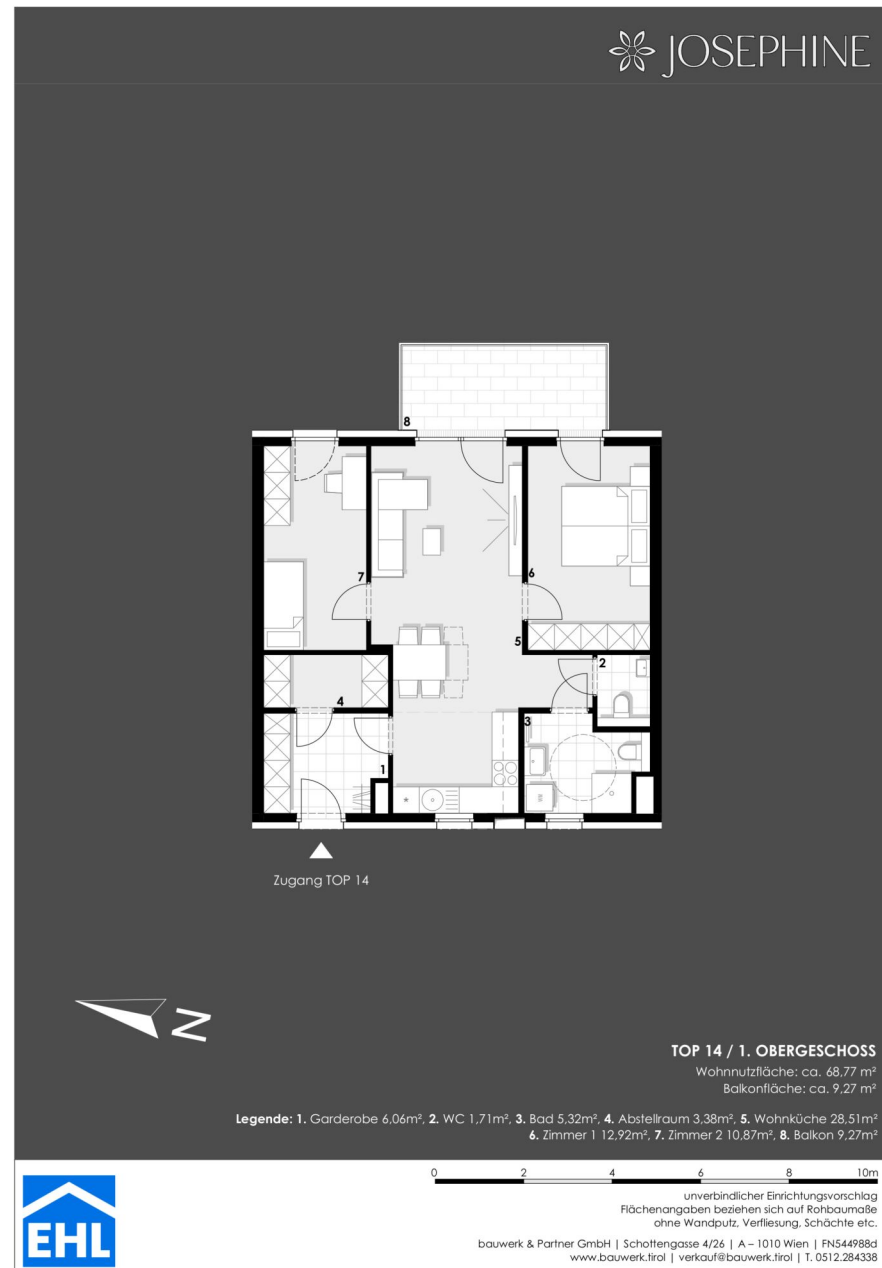 JOSEPHINE
8
7
6
5
2
4
3
1
Zugang TOP 14
N
TOP 14 / 1. OBERGESCHOSS
Wohnnutzfläche: ca. 68,77 m²
Balkonfläche: ca. 9,27 m²
Legende: 1. Garderobe 6,06m², 2. WC 1,71m², 3. Bad 5,32m², 4. Abstellraum 3,38m², 5. Wohnküche 28,51m²
6. Zimmer 1 12,92m², 7. Zimmer 2 10,87m², 8. Balkon 9,27m²
0 2 4 6 8 10m
unverbindlicher Einrichtungsvorschlag
Flächenangaben beziehen sich auf Rohbaumaße
ohne Wandputz, Verfliesung, Schächte etc.
EHL
bauwerk & Partner GmbH | Schottengasse 4/26 | A – 1010 Wien | FN544988d
www.bauwerk.tirol | verkauf@bauwerk.tirol | T. 0512.284338